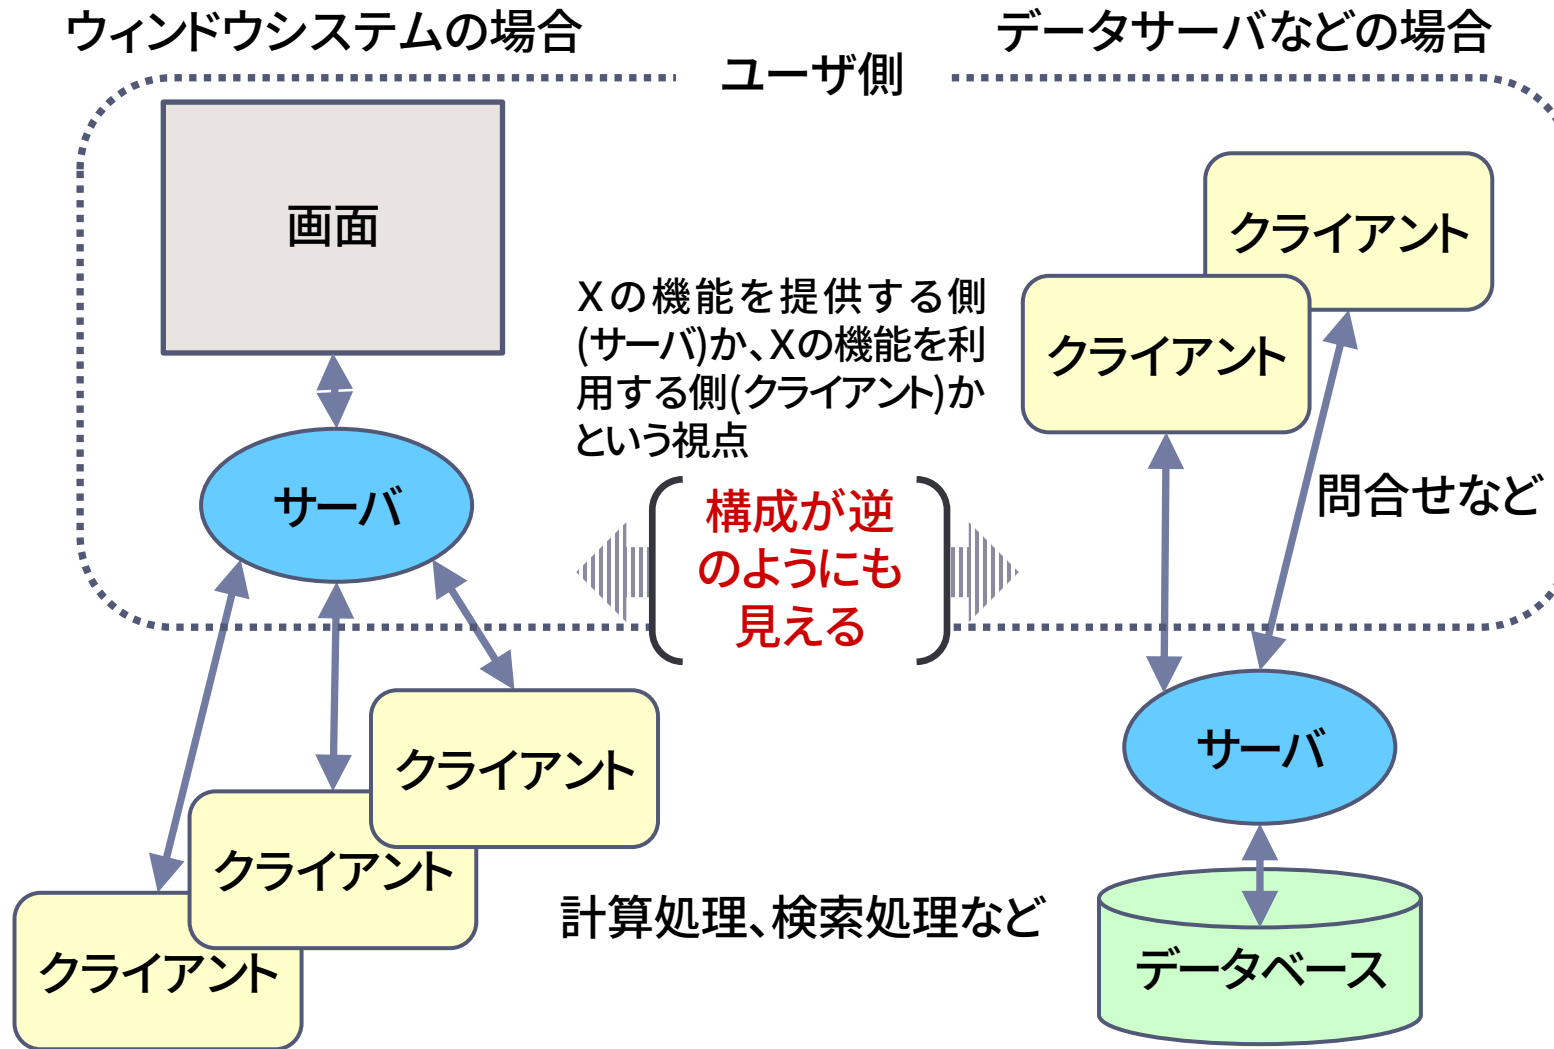 ウィンドウシステムの場合
データサーバなどの場合
ユーザ側
画面
クライアント
クライアント
Xの機能を提供する側
(サーバ)か、Xの機能を利
用する側(クライアント)か
という視点
サーバ
構成が逆
のようにも
見える
問合せなど
クライアント
クライアント
クライアント
サーバ
計算処理、検索処理など
データベース